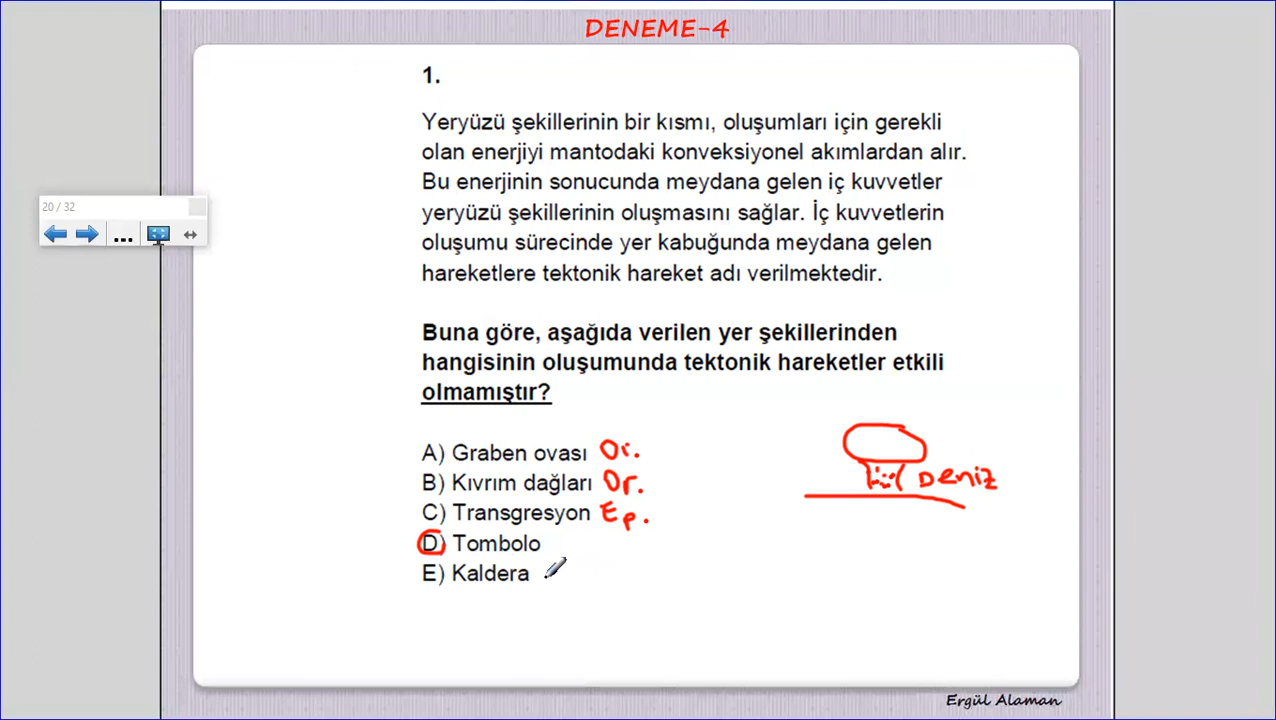 DENEME-4
1.
Yeryüzü şekillerinin bir kısmı, oluşumları için gerekli
olan enerjiyi mantodaki konveksiyonel akımlardan alır.
Bu enerjinin sonucunda meydana gelen iç kuvvetler
yeryüzü şekillerinin oluşmasını sağlar. İç kuvvetlerin
oluşumu sürecinde yer kabuğunda meydana gelen
hareketlere tektonik hareket adı verilmektedir.
20 / 32
...
Buna göre, aşağıda verilen yer şekillerinden
hangisinin oluşumunda tektonik hareketler etkili
olmamıştır?
A) Graben ovası Or.
B) Kıvrım dağları Or.
C) Transgresyon Ep.
D) Tombolo
E) Kaldera
Deniz
Ergül Alaman